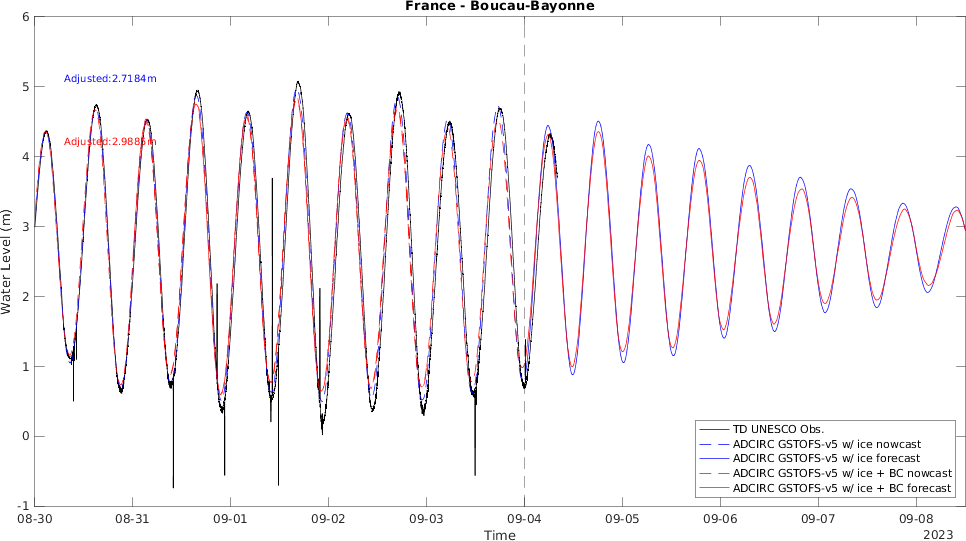 France - Boucau-Bayonne
6
5
4
3
2
1
0
-1
Water Level (m)
Adjusted:2.7184m
Adjusted:2.9885m
TD UNESCO Obs.
ADCIRC GSTOFS-v5 w/ ice nowcast
ADCIRC GSTOFS-v5 w/ ice forecast
ADCIRC GSTOFS-v5 w/ ice + BC nowcast
ADCIRC GSTOFS-v5 w/ ice + BC forecast
08-30 08-31 09-01 09-02 09-03 09-04 09-05 09-06 09-07 09-08
Time
2023